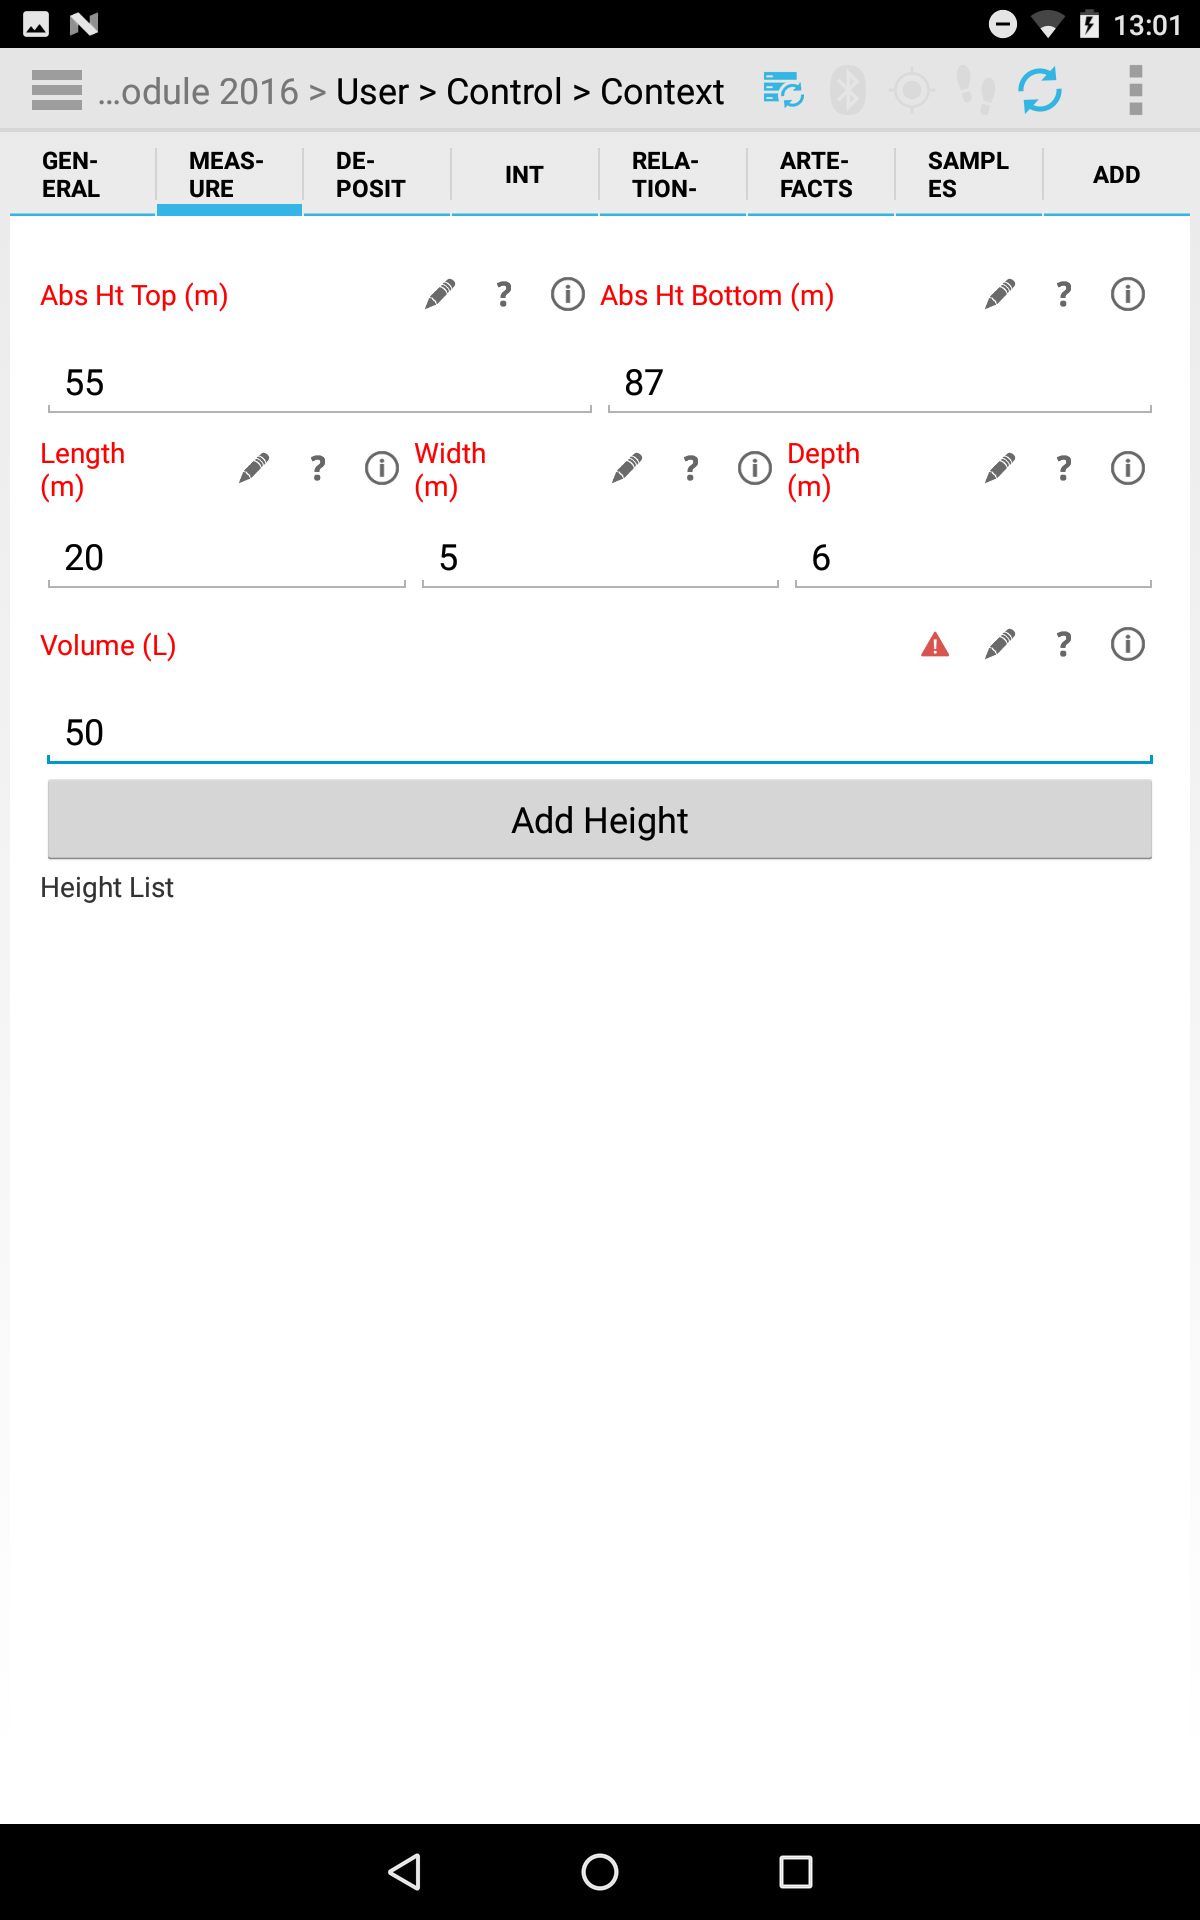 13:01
...odule 2016 > User > Control > Context
GEN-
ERAL
MEAS-
URE
DE-
POSIT
INT
RELA-
TION-
ARTE-
FACTS
SAMPL
ES
ADD
Abs Ht Top (m) ?
Abs Ht Bottom (m) ?
55
87
Length
(m) ?
Width
(m) ?
Depth
(m) ?
20
5
6
Volume (L) ?
50
Add Height
Height List